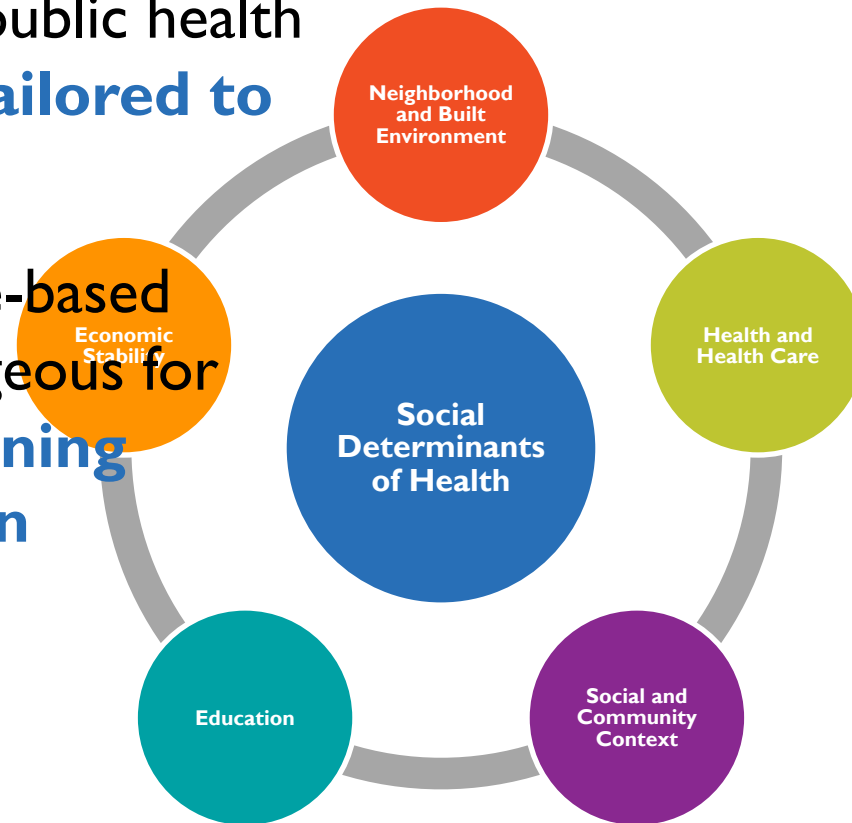 public health
ailored to
-based
geous for
ning
n
Neighborhood
and Built
Environment
Health and
Health Care
Social and
Community
Context
Education
Economic
Stability
Social
Determinants
of Health